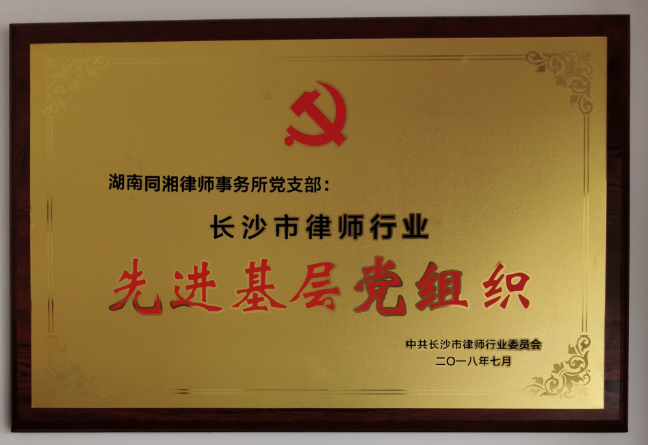 湖南同湘律师事务所党支部：
长沙市律师行业
先进基层党组织
中共长沙市律师行业委员会
二〇一八年七月